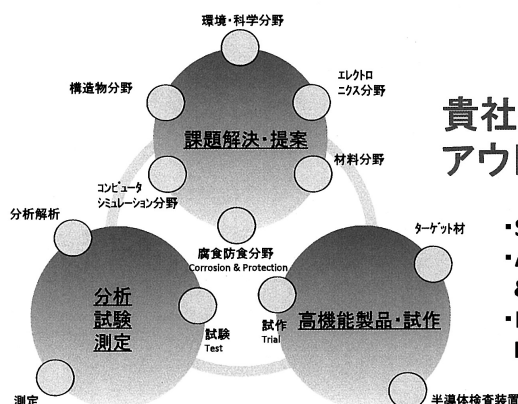 環境・科学分野
構造物分野
エレクトロ
ニクス分野
課題解決・提案
コンピュータ
シミュレーション分野
材料分野
腐食防食分野
Corrosion & Protection
分析解析
分析
試験
測定
試験
Test
測定
ターゲット材
試作
Trial
高機能製品・試作
半導体検査装置
貴社
アウ
&